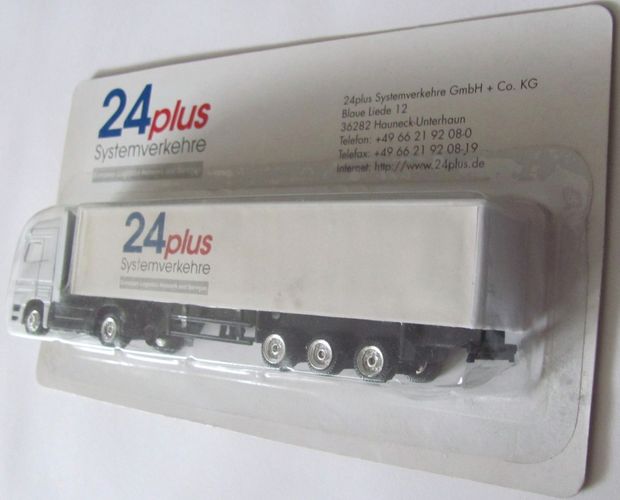 24plus
Systemverkehre
24plus Systemverkehre GmbH + Co. KG
Blaue Liede 12
36282 Hauneck-Unterhaun
Telefon: +49 66 21 92 08-0
Telefax: +49 66 21 92 08-19
Internet: http://www.24plus.de
24plus
Systemverkehre